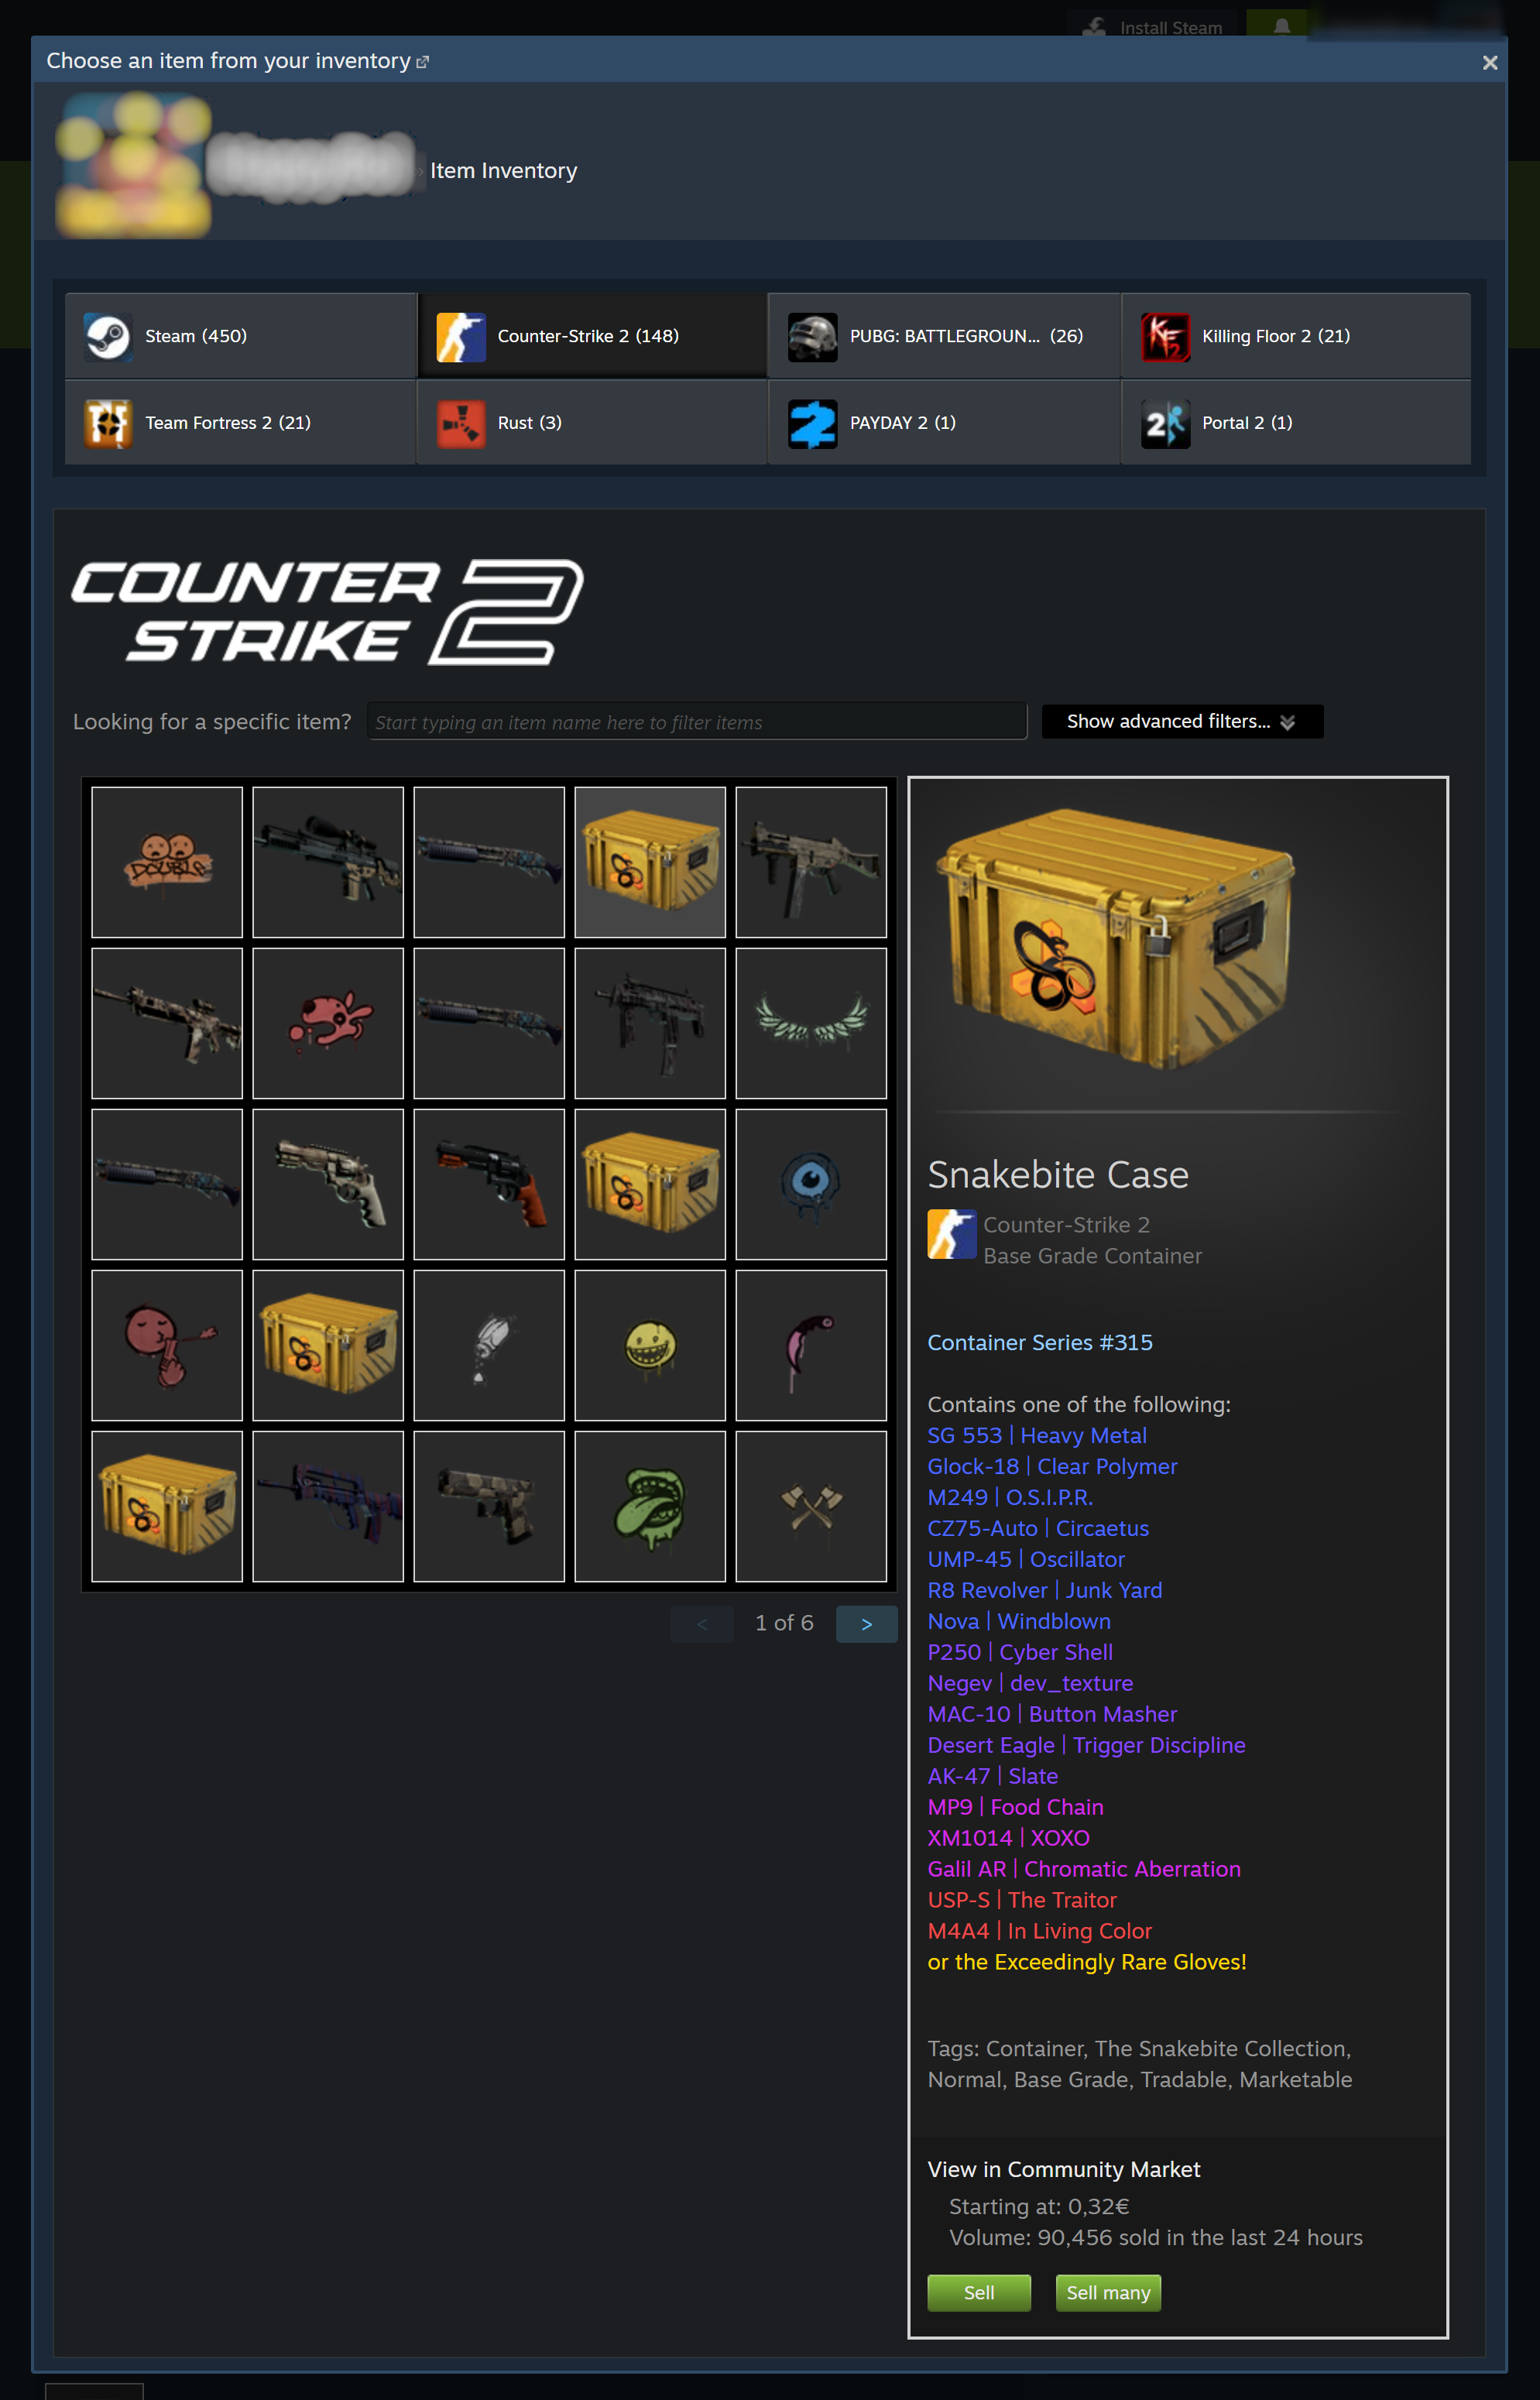 Install Steam
Choose an item from your inventory
» Item Inventory
Steam (450)
Counter-Strike 2 (148)
PUBG: BATTLEGROUN... (26)
Killing Floor 2 (21)
Team Fortress 2 (21)
Rust (3)
PAYDAY 2 (1)
Portal 2 (1)
COUNTER
STRIKE 2
Looking for a specific item?
Start typing an item name here to filter items
Show advanced filters...
DOUBLE
< 1 of 6 >
Snakebite Case
Counter-Strike 2
Base Grade Container
Container Series #315
Contains one of the following:
SG 553 | Heavy Metal
Glock-18 | Clear Polymer
M249 | O.S.I.P.R.
CZ75-Auto | Circaetus
UMP-45 | Oscillator
R8 Revolver | Junk Yard
Nova | Windblown
P250 | Cyber Shell
Negev | dev_texture
MAC-10 | Button Masher
Desert Eagle | Trigger Discipline
AK-47 | Slate
MP9 | Food Chain
XM1014 | XOXO
Galil AR | Chromatic Aberration
USP-S | The Traitor
M4A4 | In Living Color
or the Exceedingly Rare Gloves!
Tags: Container, The Snakebite Collection,
Normal, Base Grade, Tradable, Marketable
View in Community Market
Starting at: 0,32€
Volume: 90,456 sold in the last 24 hours
Sell
Sell many